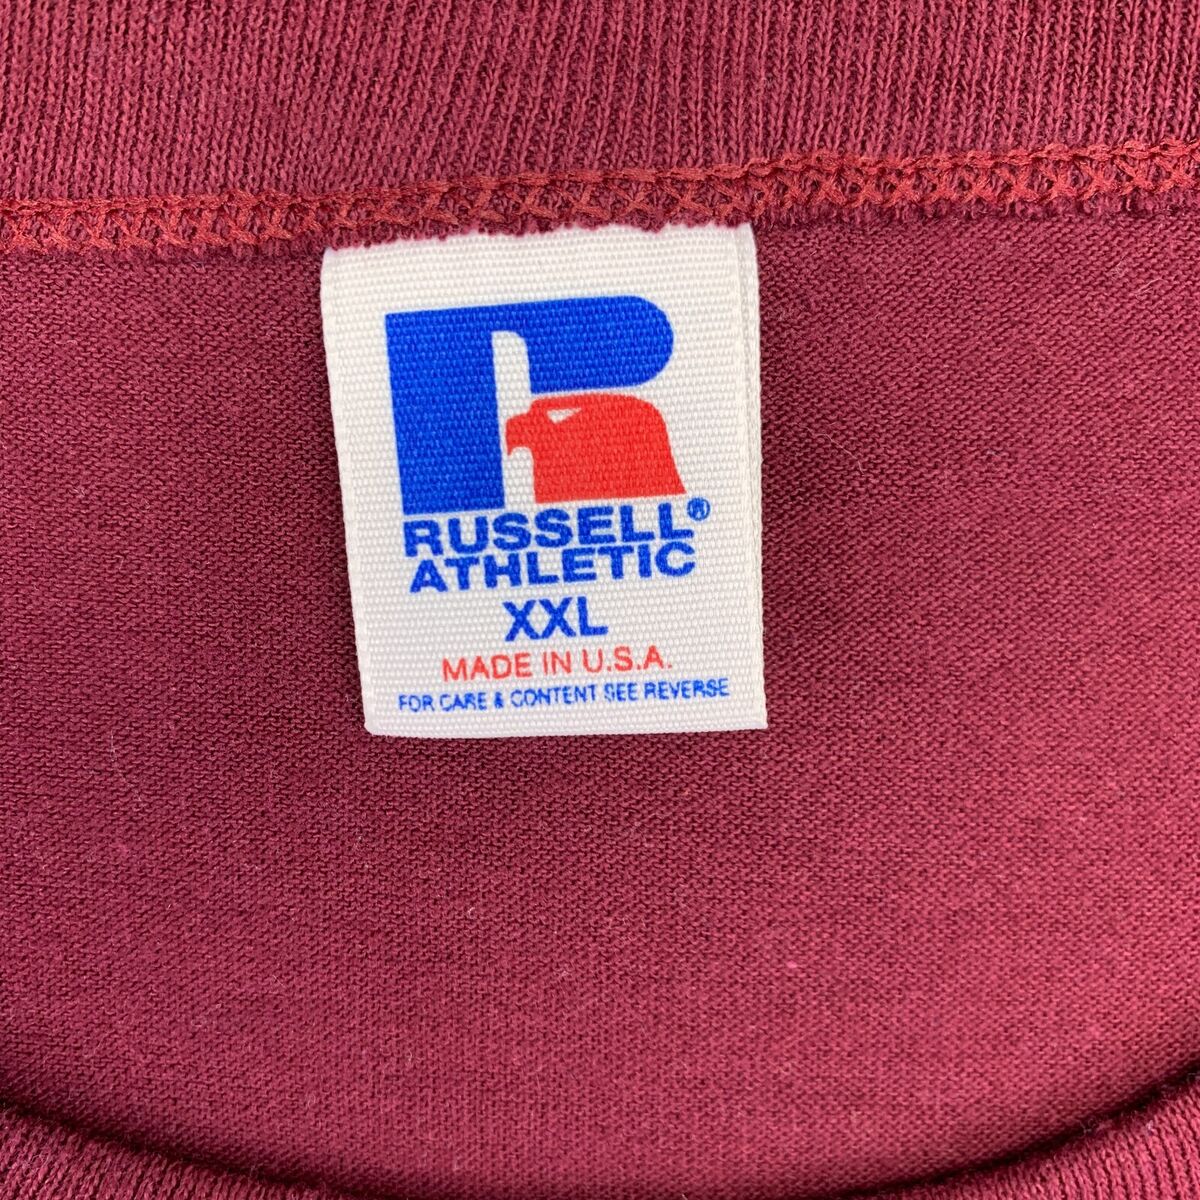 R
RUSSELL®
ATHLETIC
XXL
MADE IN U.S.A.
FOR CARE & CONTENT SEE REVERSE